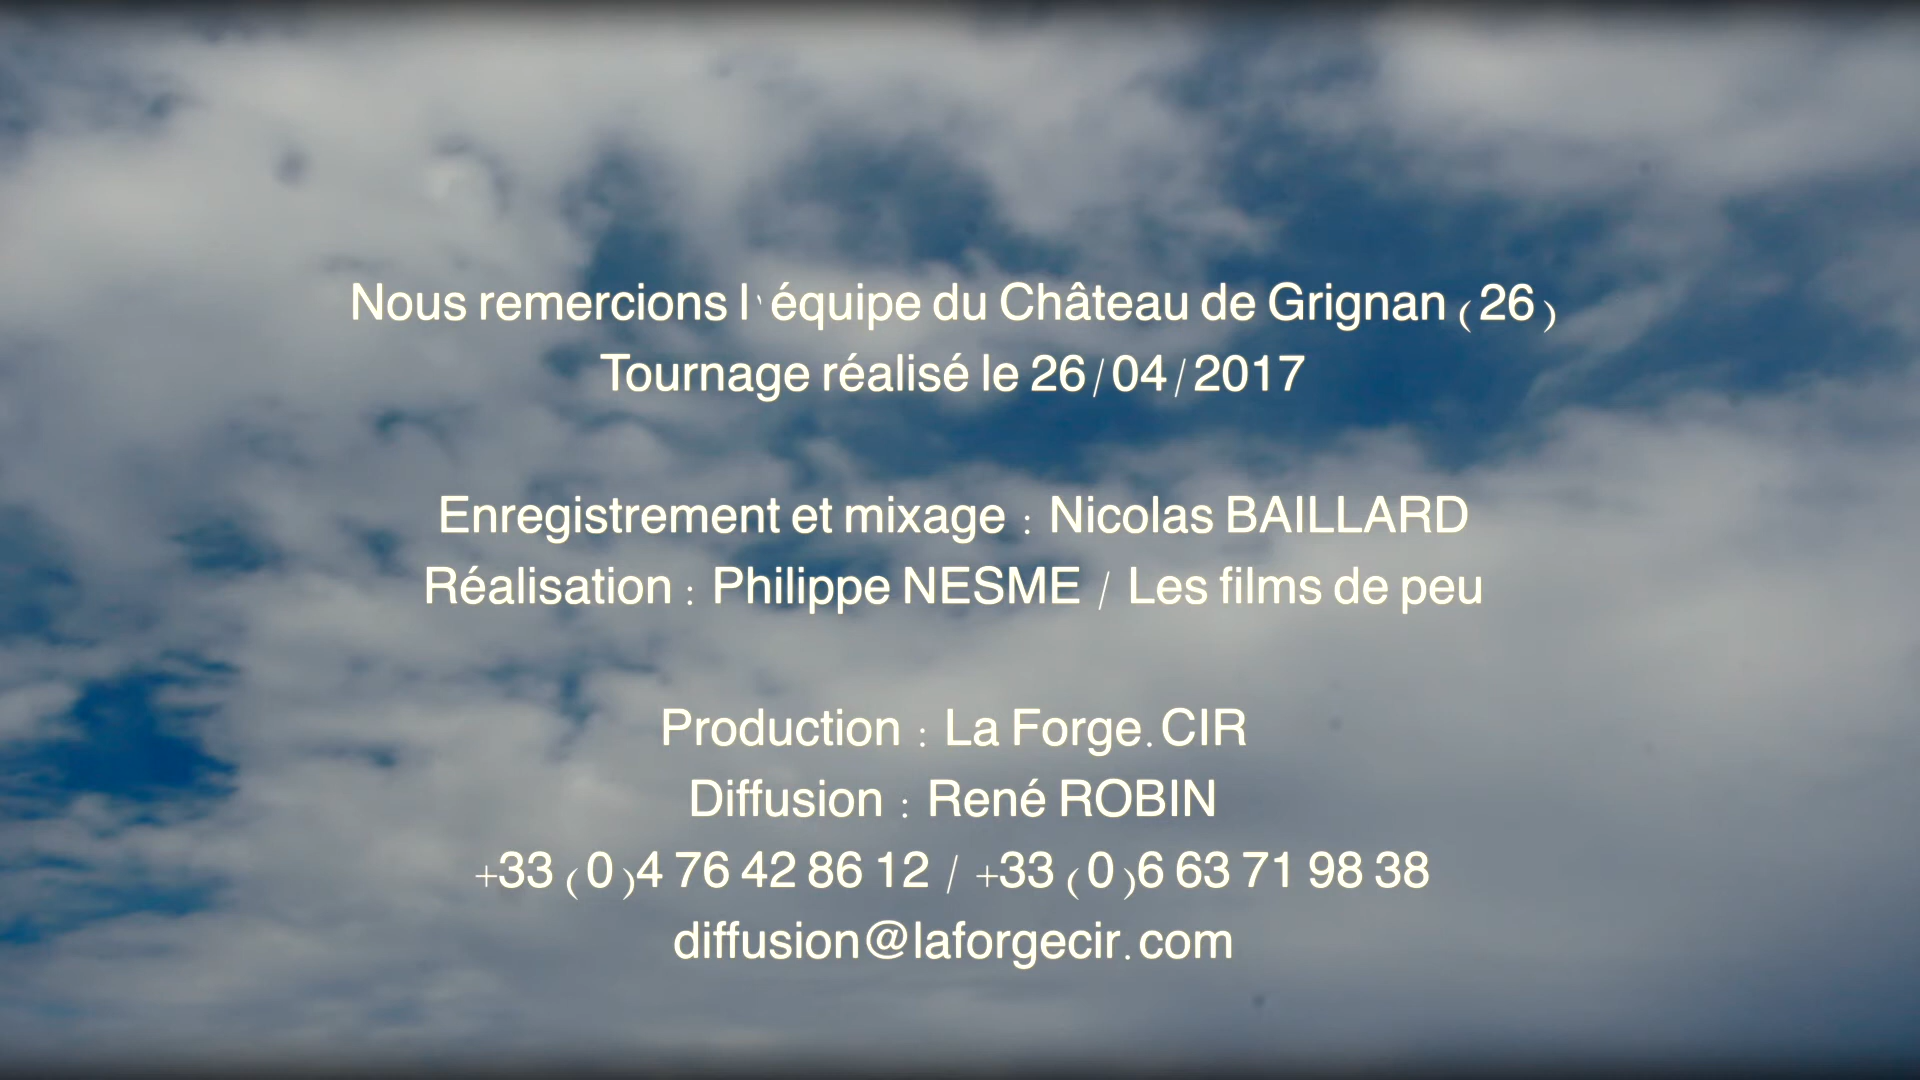 Nous remercions l'équipe du Château de Grignan (26)
Tournage réalisé le 26/04/2017
Enregistrement et mixage : Nicolas BAILLARD
Réalisation : Philippe NESME / Les films de peu
Production : La Forge.CIR
Diffusion : René ROBIN
+33 (0)4 76 42 86 12 / +33 (0)6 63 71 98 38
diffusion@laforgecir.com